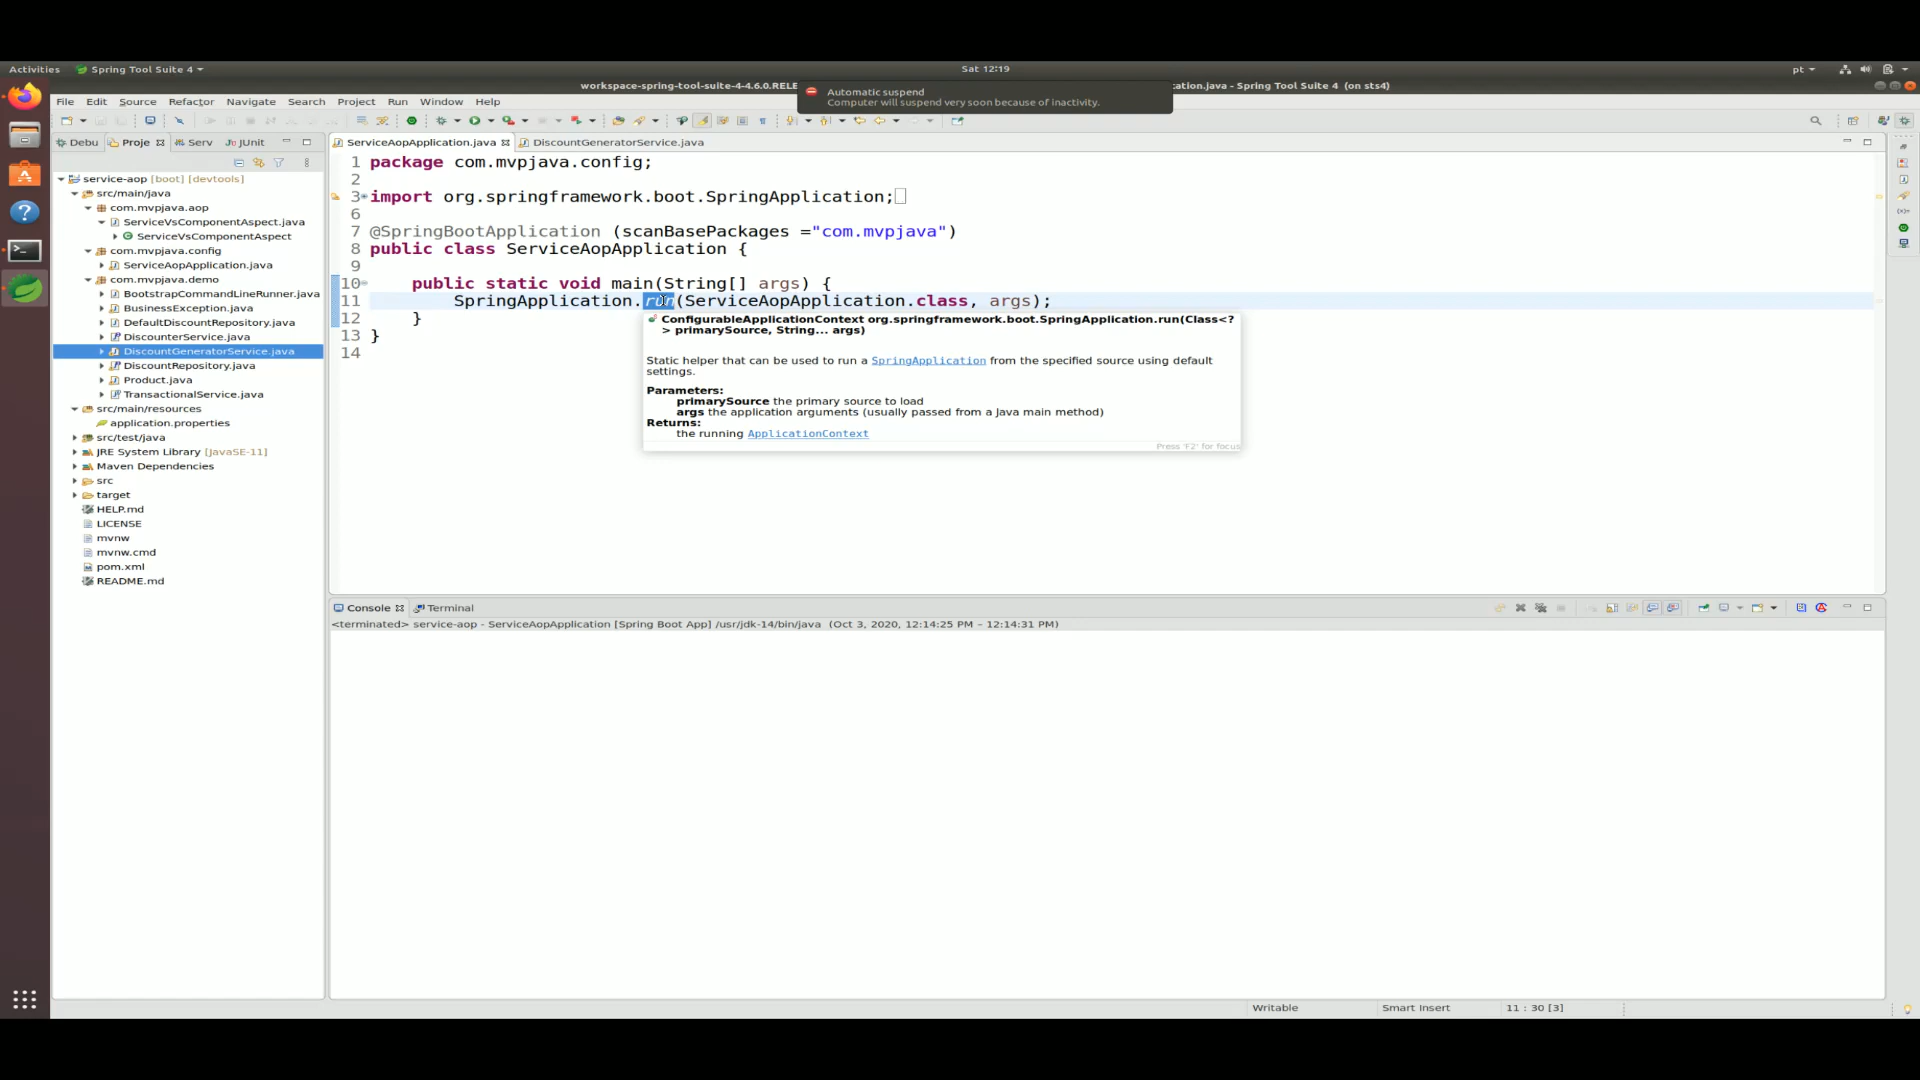 Activities
Spring Tool Suite 4
Sat 12:19
pt
workspace-spring-tool-suite-4-4.6.0.RELE
cation.java - Spring Tool Suite 4 (on sts4)
Automatic suspend
Computer will suspend very soon because of inactivity.
File Edit Source Refactor Navigate Search Project Run Window Help
Debu Proje Serv JUnit
ServiceAopApplication.java
DiscountGeneratorService.java
service-aop [boot] [devtools]
src/main/java
com.mvpjava.aop
ServiceVsComponentAspect.java
ServiceVsComponentAspect
com.mvpjava.config
ServiceAopApplication.java
com.mvpjava.demo
BootstrapCommandLineRunner.java
BusinessException.java
DefaultDiscountRepository.java
DiscounterService.java
DiscountGeneratorService.java
DiscountRepository.java
Product.java
TransactionalService.java
src/main/resources
application.properties
src/test/java
JRE System Library [JavaSE-11]
Maven Dependencies
src
target
HELP.md
LICENSE
mvnw
mvnw.cmd
pom.xml
README.md
1 package com.mvpjava.config;
2
3 import org.springframework.boot.SpringApplication;
6
7 @SpringBootApplication (scanBasePackages ="com.mvpjava")
8 public class ServiceAopApplication {
9
10 public static void main(String[] args) {
11 SpringApplication.run(ServiceAopApplication.class, args);
12 }
13 }
14
ConfigurableApplicationContext org.springframework.boot.SpringApplication.run(Class<?
> primarySource, String... args)
Static helper that can be used to run a SpringApplication from the specified source using default
settings.
Parameters:
primarySource the primary source to load
args the application arguments (usually passed from a Java main method)
Returns:
the running ApplicationContext
Press 'F2' for focus
Console
Terminal
<terminated> service-aop - ServiceAopApplication [Spring Boot App] /usr/jdk-14/bin/java (Oct 3, 2020, 12:14:25 PM – 12:14:31 PM)
Writable
Smart Insert
11 : 30 [3]